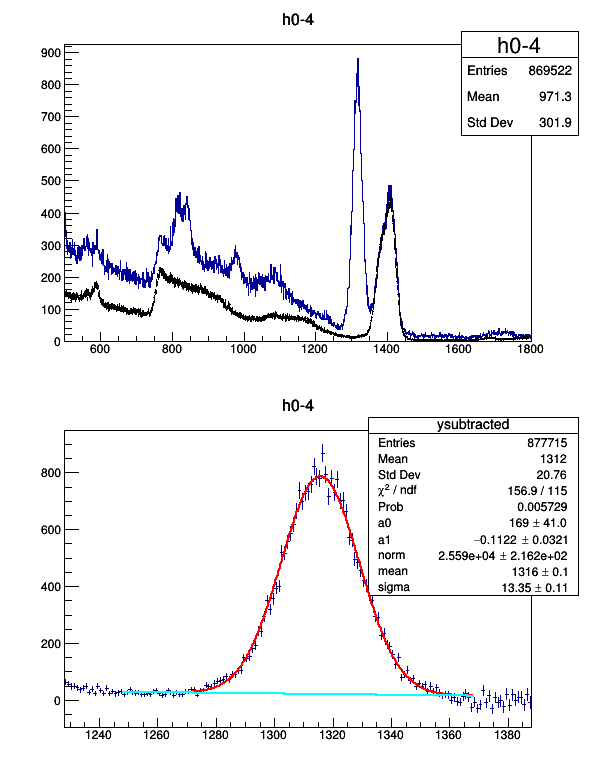 h0-4
h0-4
Entries 869522
Mean 971.3
Std Dev 301.9
900
800
700
600
500
400
300
200
100
0
600 800 1000 1200 1400 1600 1800
h0-4
ysubtracted
Entries 877715
Mean 1312
Std Dev 20.76
χ² / ndf 156.9 / 115
Prob 0.005729
a0 169 ± 41.0
a1 −0.1122 ± 0.0321
norm 2.559e+04 ± 2.162e+02
mean 1316 ± 0.1
sigma 13.35 ± 0.11
800
600
400
200
0
1240 1260 1280 1300 1320 1340 1360 1380